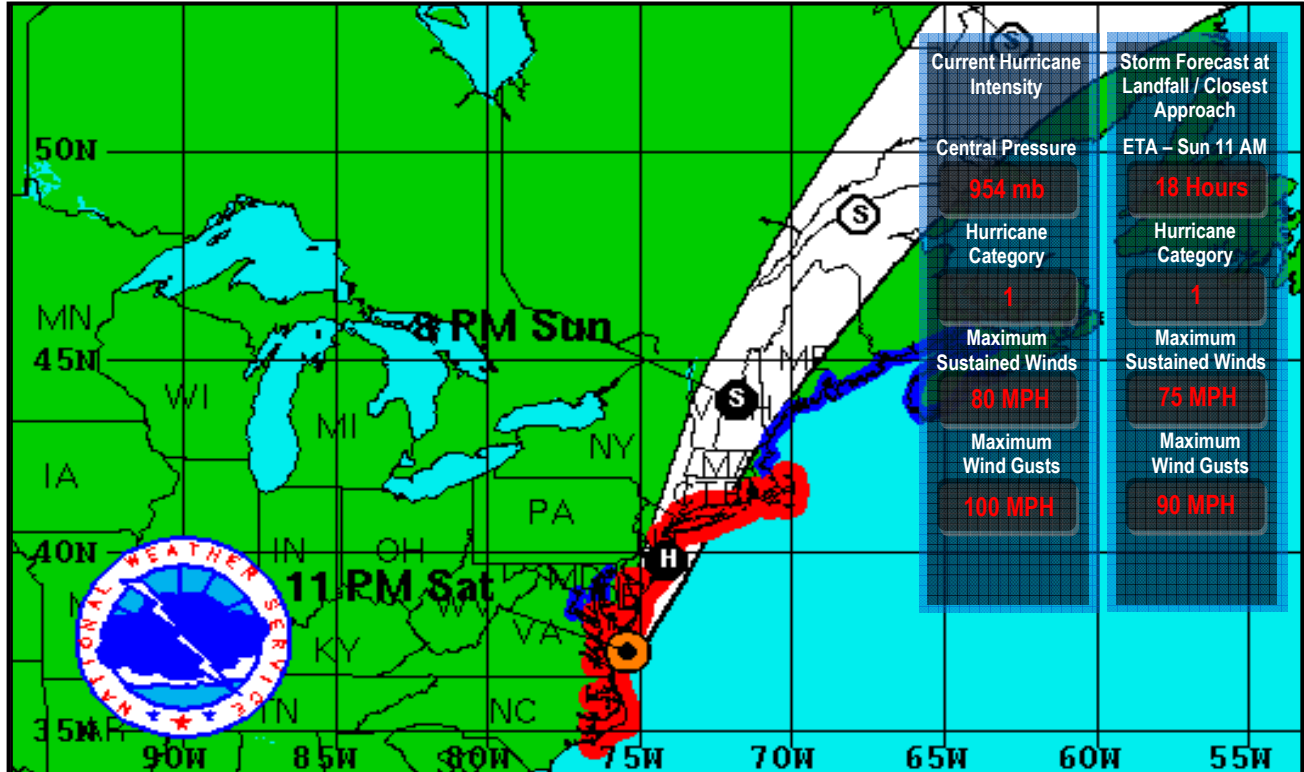 Current Hurricane
Intensity
Central Pressure
954 mb
Hurricane
Category
1
Maximum
Sustained Winds
80 MPH
Maximum
Wind Gusts
100 MPH
Storm Forecast at
Landfall / Closest
Approach
ETA – Sun 11 AM
18 Hours
Hurricane
Category
1
Maximum
Sustained Winds
75 MPH
Maximum
Wind Gusts
90 MPH
S
50N
S
MN
8 PM Sun
45N
ME
WI
S
MI
NY
MA
IA
PA
40N
IN
OH
H
11 PM Sat
VA
KY
NATIONAL WEATHER SERVICE
TN
NC
35N
90W
85W
80W
75W
70W
65W
60W
55W